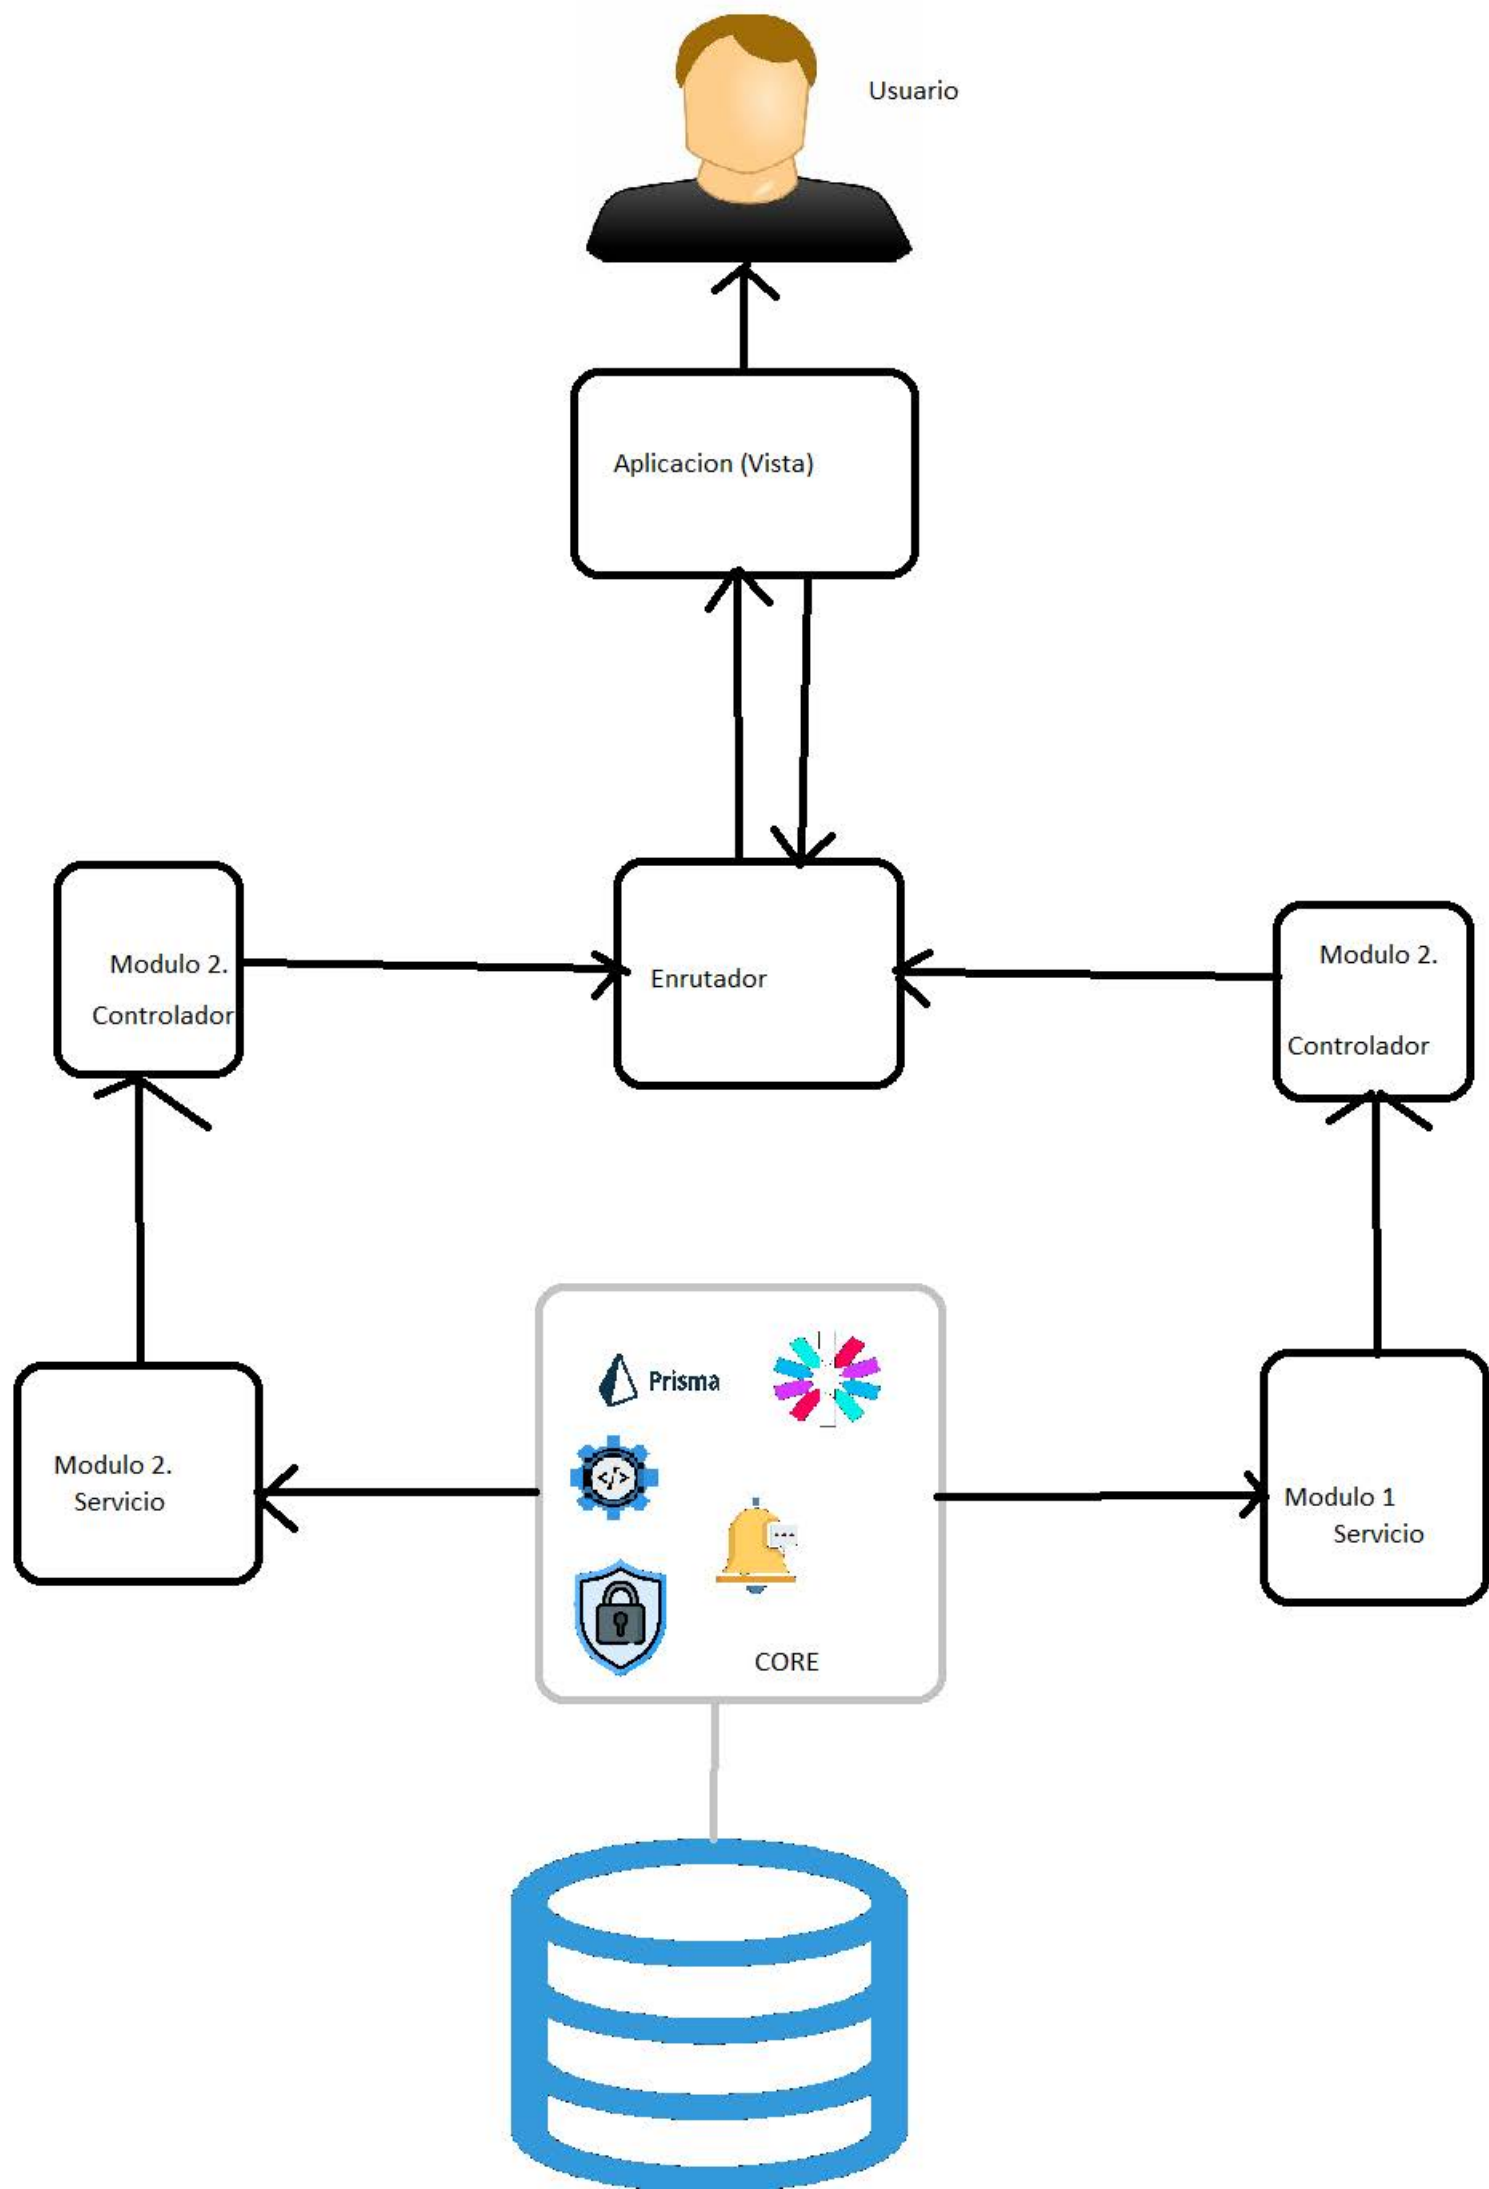 Usuario
Aplicacion (Vista)
Modulo 2.
Controlador
Enrutador
Modulo 2.
Controlador
Prisma
Modulo 2.
Servicio
Modulo 1
Servicio
CORE